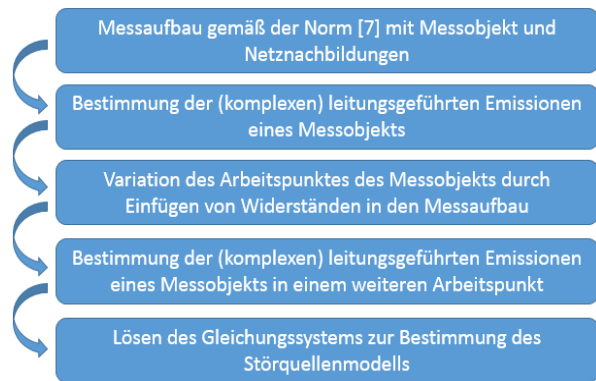 Messaufbau gemäß der Norm [7] mit Messobjekt und
Netznachbildungen
Bestimmung der (komplexen) leitungsgeführten Emissionen
eines Messobjekts
Variation des Arbeitspunktes des Messobjekts durch
Einfügen von Widerständen in den Messaufbau
Bestimmung der (komplexen) leitungsgeführten Emissionen
eines Messobjekts in einem weiteren Arbeitspunkt
Lösen des Gleichungssystems zur Bestimmung des
Störquellenmodells